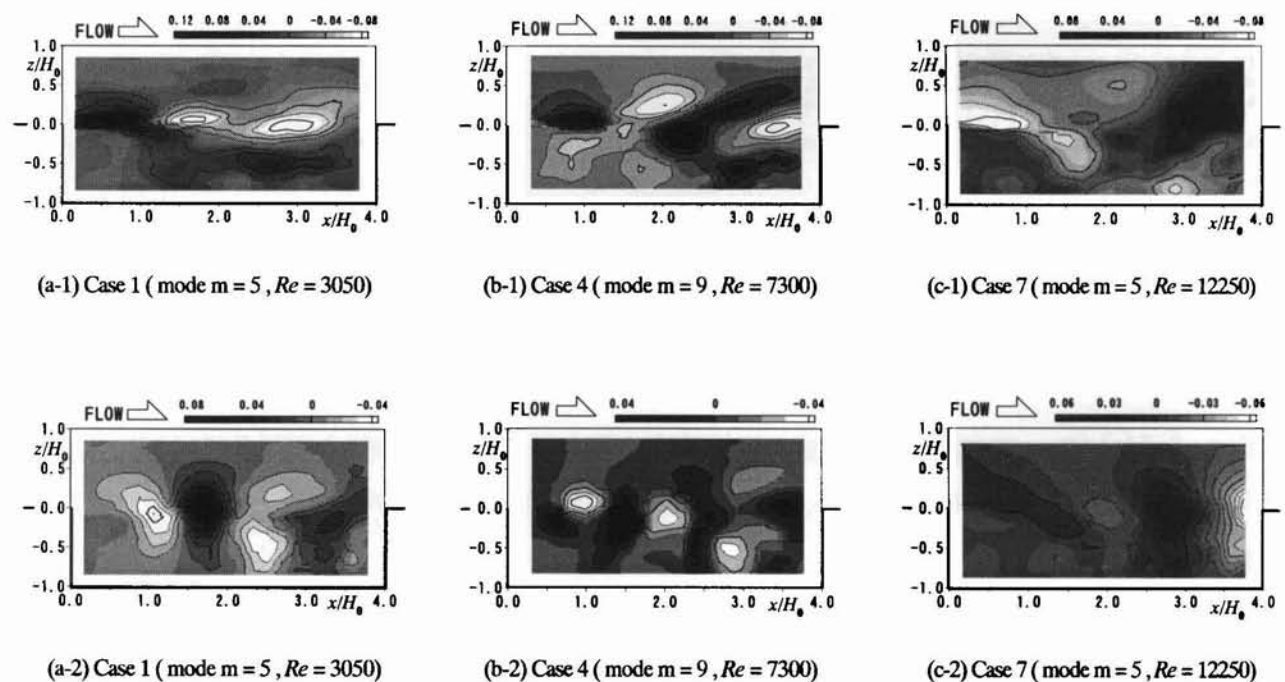 FLOW 0.12 0.08 0.04 0 -0.04 -0.08
1.0
z/H₀
0.5
0.0
-0.5
-1.0
0.0 1.0 2.0 3.0 x/H₀ 4.0
(a-1) Case 1 ( mode m = 5 , Re = 3050)
FLOW 0.12 0.08 0.04 0 -0.04 -0.08
1.0
z/H₀
0.5
0.0
-0.5
-1.0
0.0 1.0 2.0 3.0 x/H₀ 4.0
(b-1) Case 4 ( mode m = 9 , Re = 7300)
FLOW 0.08 0.04 0 -0.04 -0.08
1.0
z/H₀
0.5
0.0
-0.5
-1.0
0.0 1.0 2.0 3.0 x/H₀ 4.0
(c-1) Case 7 ( mode m = 5 , Re = 12250)
FLOW 0.08 0.04 0 -0.04
1.0
z/H₀
0.5
0.0
-0.5
-1.0
0.0 1.0 2.0 3.0 x/H₀ 4.0
(a-2) Case 1 ( mode m = 5 , Re = 3050)
FLOW 0.04 0 -0.04
1.0
z/H₀
0.5
0.0
-0.5
-1.0
0.0 1.0 2.0 3.0 x/H₀ 4.0
(b-2) Case 4 ( mode m = 9 , Re = 7300)
FLOW 0.06 0.03 0 -0.03 -0.06
1.0
z/H₀
0.5
0.0
-0.5
-1.0
0.0 1.0 2.0 3.0 x/H₀ 4.0
(c-2) Case 7 ( mode m = 5 , Re = 12250)